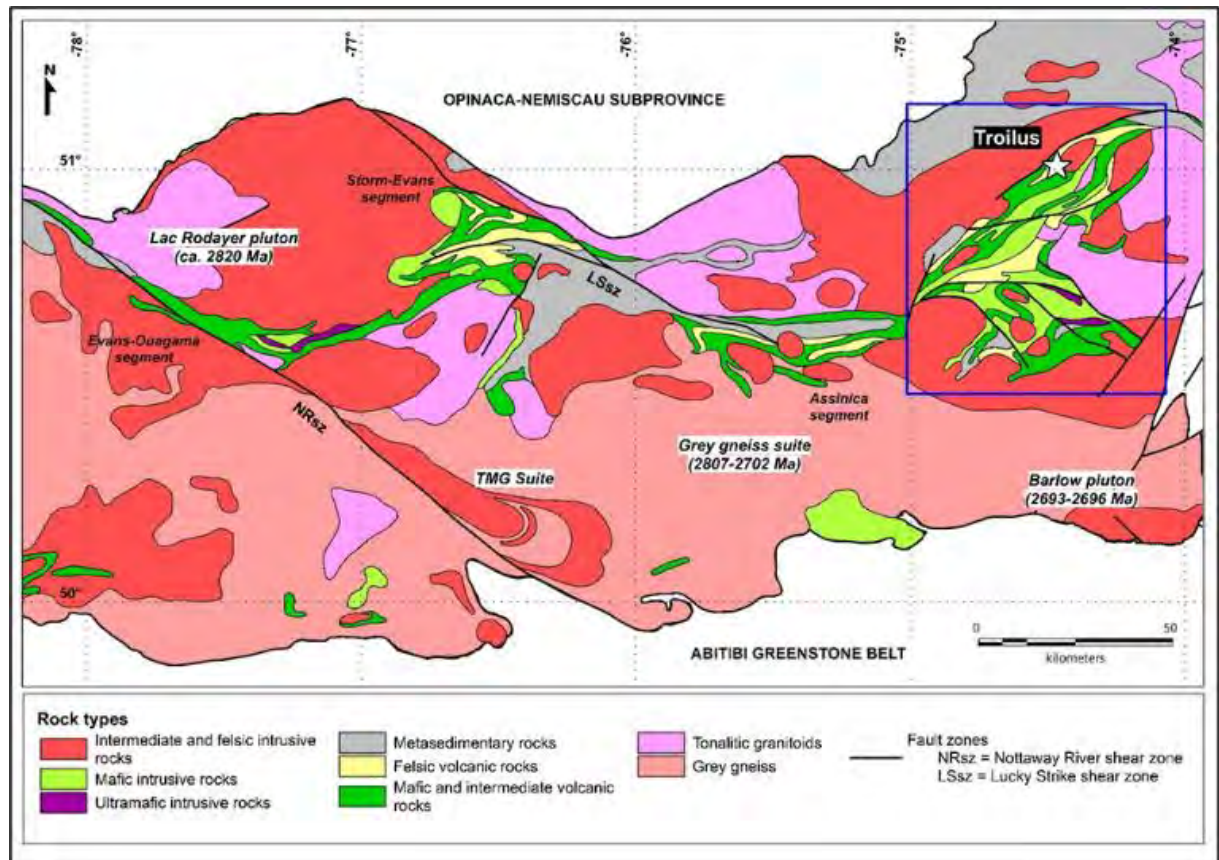 -78°
-77°
-76°
-75°
-74°
N
OPINACA-NEMISCAU SUBPROVINCE
Troilus
51°
Storm-Evans
segment
Lac Rodayer pluton
(ca. 2820 Ma)
LSsz
Evans-Ouagama
segment
Assinica
segment
NRsz
Grey gneiss suite
(2807-2702 Ma)
TMG Suite
Barlow pluton
(2693-2696 Ma)
50°
0 50
kilometers
ABITIBI GREENSTONE BELT
Rock types
Intermediate and felsic intrusive
rocks
Mafic intrusive rocks
Ultramafic intrusive rocks
Metasedimentary rocks
Felsic volcanic rocks
Mafic and intermediate volcanic
rocks
Tonalitic granitoids
Grey gneiss
Fault zones
NRsz = Nottaway River shear zone
LSsz = Lucky Strike shear zone